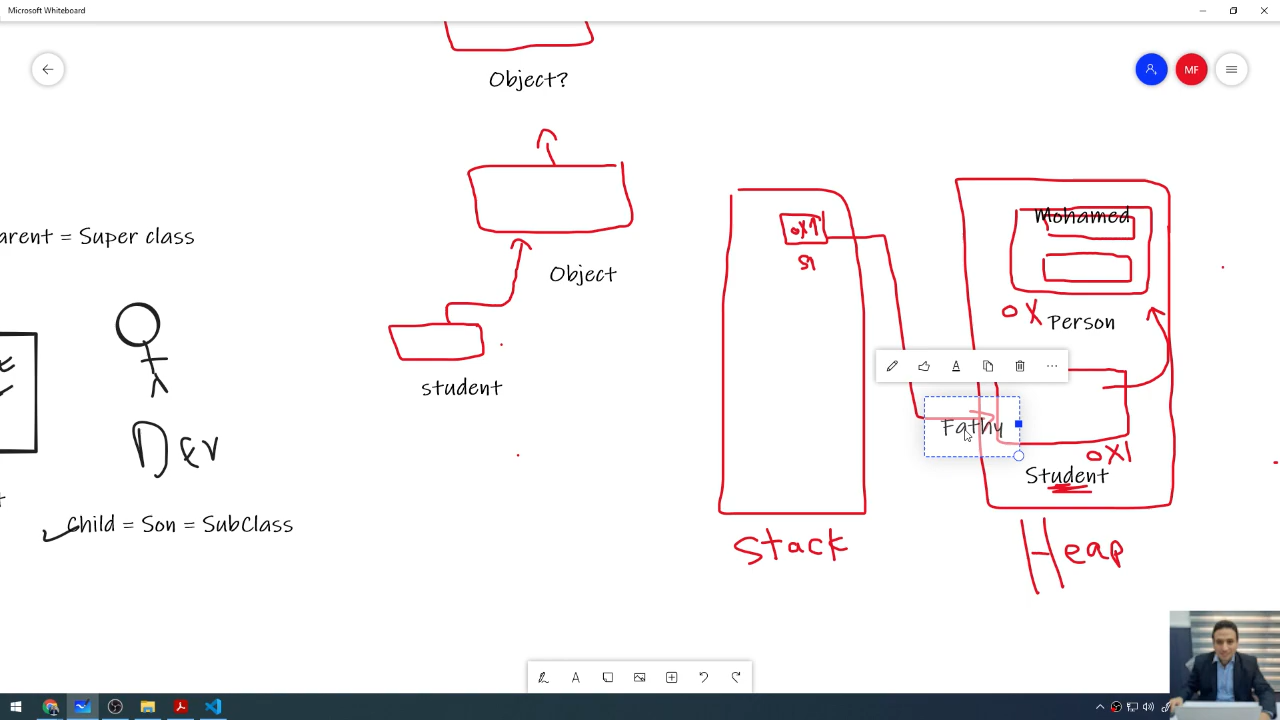 Microsoft Whiteboard
Object?
MF
arent = Super class
Object
student
Der
Child = Son = SubClass
0X1
S1
Stack
Mohamed
0X
Person
Fathy
0X1
Student
Heap